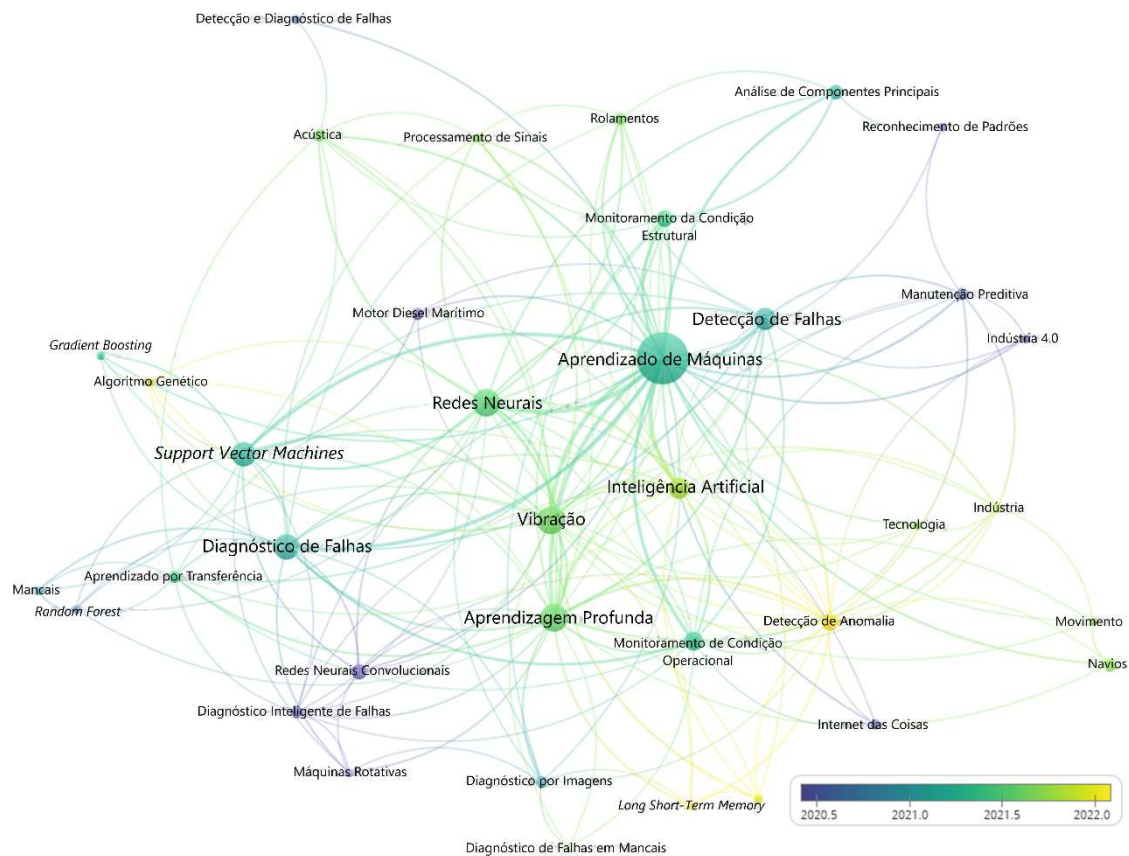 Detecção e Diagnóstico de Falhas
Análise de Componentes Principais
Rolamentos
Reconhecimento de Padrões
Acústica
Processamento de Sinais
Monitoramento da Condição
Estrutural
Manutenção Preditiva
Motor Diesel Marítimo
Detecção de Falhas
Indústria 4.0
Gradient Boosting
Aprendizado de Máquinas
Algoritmo Genético
Redes Neurais
Support Vector Machines
Inteligência Artificial
Indústria
Vibração
Tecnologia
Diagnóstico de Falhas
Aprendizado por Transferência
Mancais
Random Forest
Aprendizagem Profunda
Detecção de Anomalia
Movimento
Monitoramento de Condição
Operacional
Navios
Redes Neurais Convolucionais
Diagnóstico Inteligente de Falhas
Internet das Coisas
Máquinas Rotativas
Diagnóstico por Imagens
Long Short-Term Memory
2020.5 2021.0 2021.5 2022.0
Diagnóstico de Falhas em Mancais